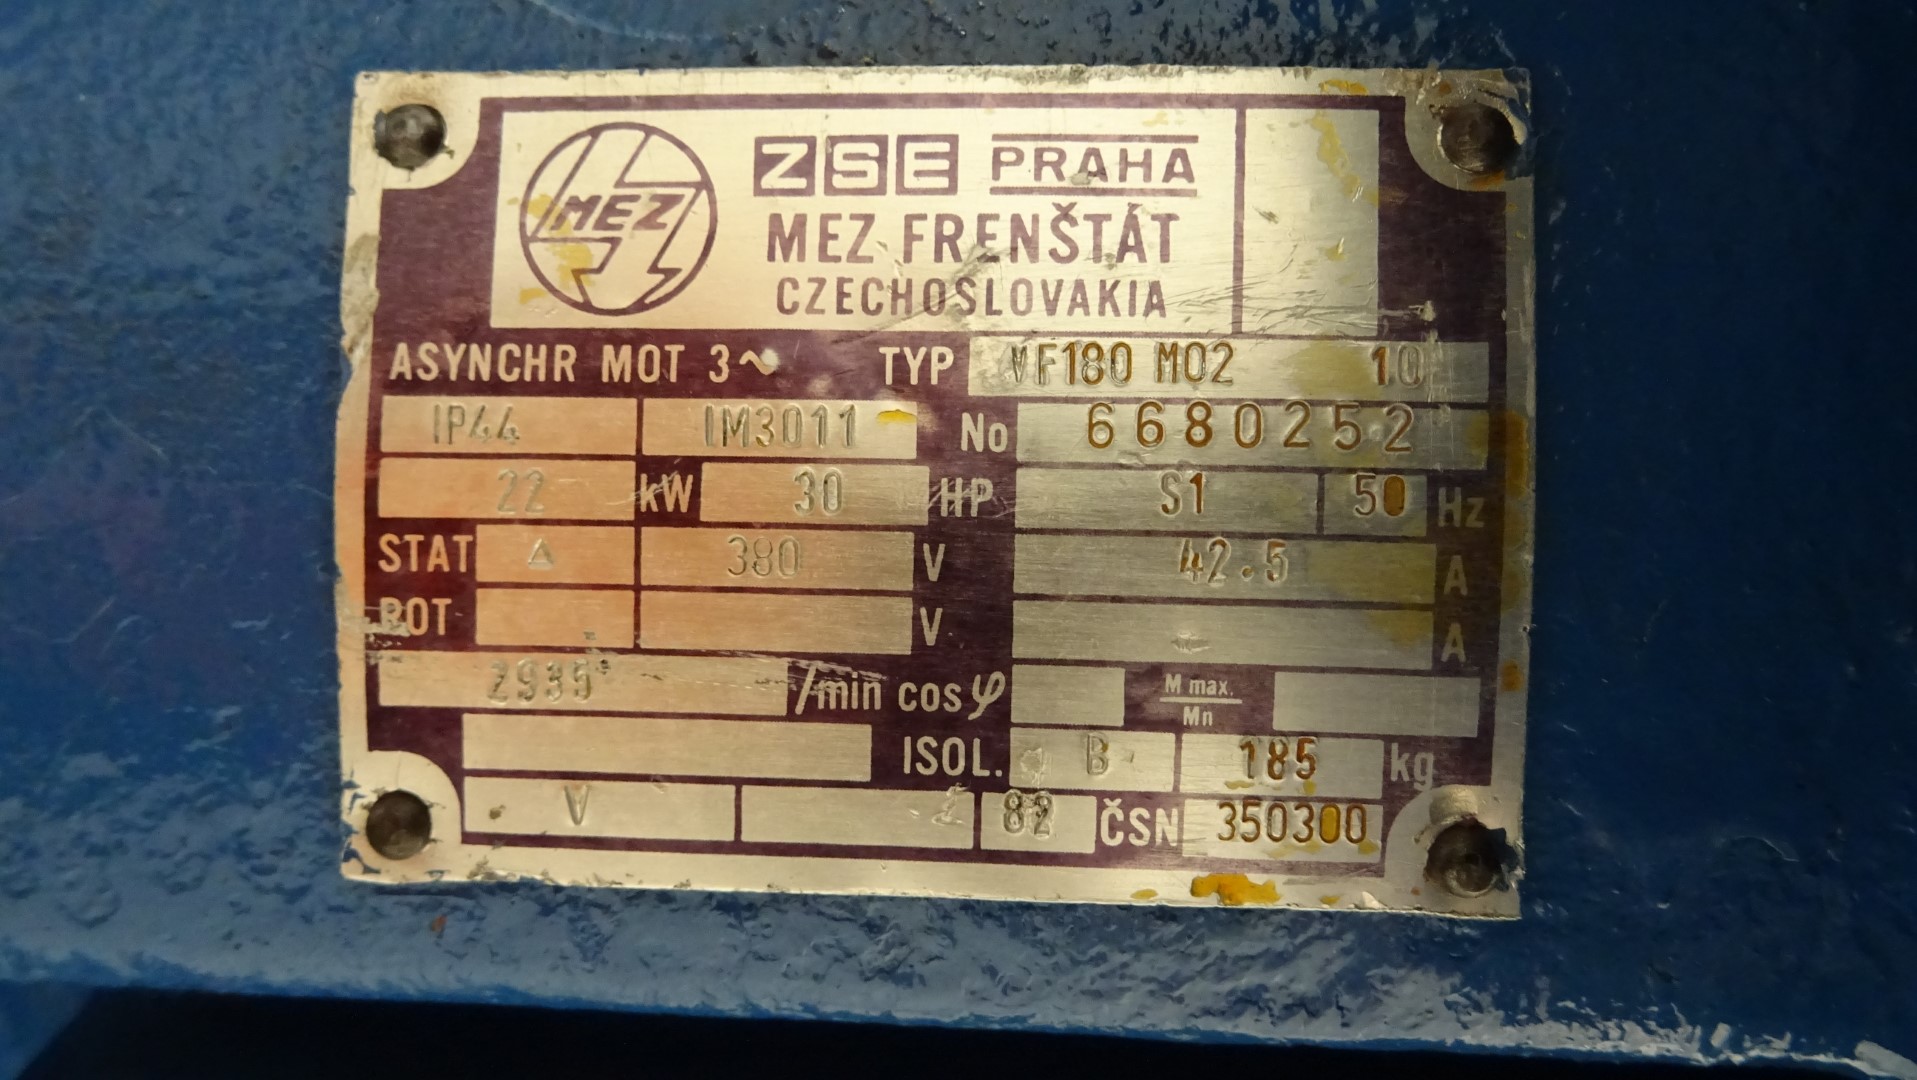 MEZ
ZSE PRAHA
MEZ FRENŠTÁT
CZECHOSLOVAKIA
ASYNCHR MOT 3~ TYP VF180 M02 10
IP44 IM3011 No 6680252
22 kW 30 HP S1 50 Hz
STAT △ 380 V 42.5 A
ROT V A
2935 /min cos φ M max. / Mn
ISOL. B 185 kg
V 82 ČSN 350300